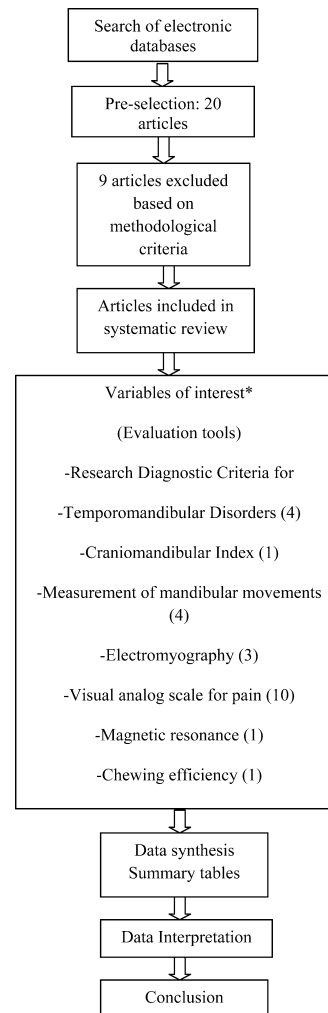 Search of electronic
databases
Pre-selection: 20
articles
9 articles excluded
based on
methodological
criteria
Articles included in
systematic review
Variables of interest*
(Evaluation tools)
-Research Diagnostic Criteria for
-Temporomandibular Disorders (4)
-Craniomandibular Index (1)
-Measurement of mandibular movements
(4)
-Electromyography (3)
-Visual analog scale for pain (10)
-Magnetic resonance (1)
-Chewing efficiency (1)
Data synthesis
Summary tables
Data Interpretation
Conclusion